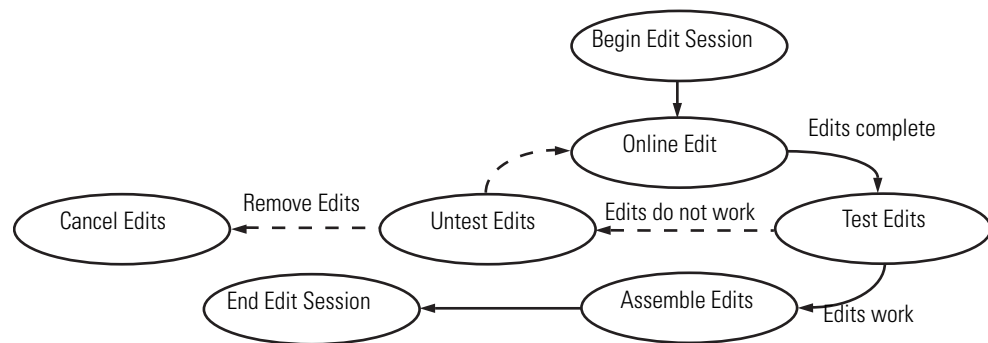 Begin Edit Session
Online Edit
Edits complete
Cancel Edits
Remove Edits
Untest Edits
Edits do not work
Test Edits
End Edit Session
Assemble Edits
Edits work